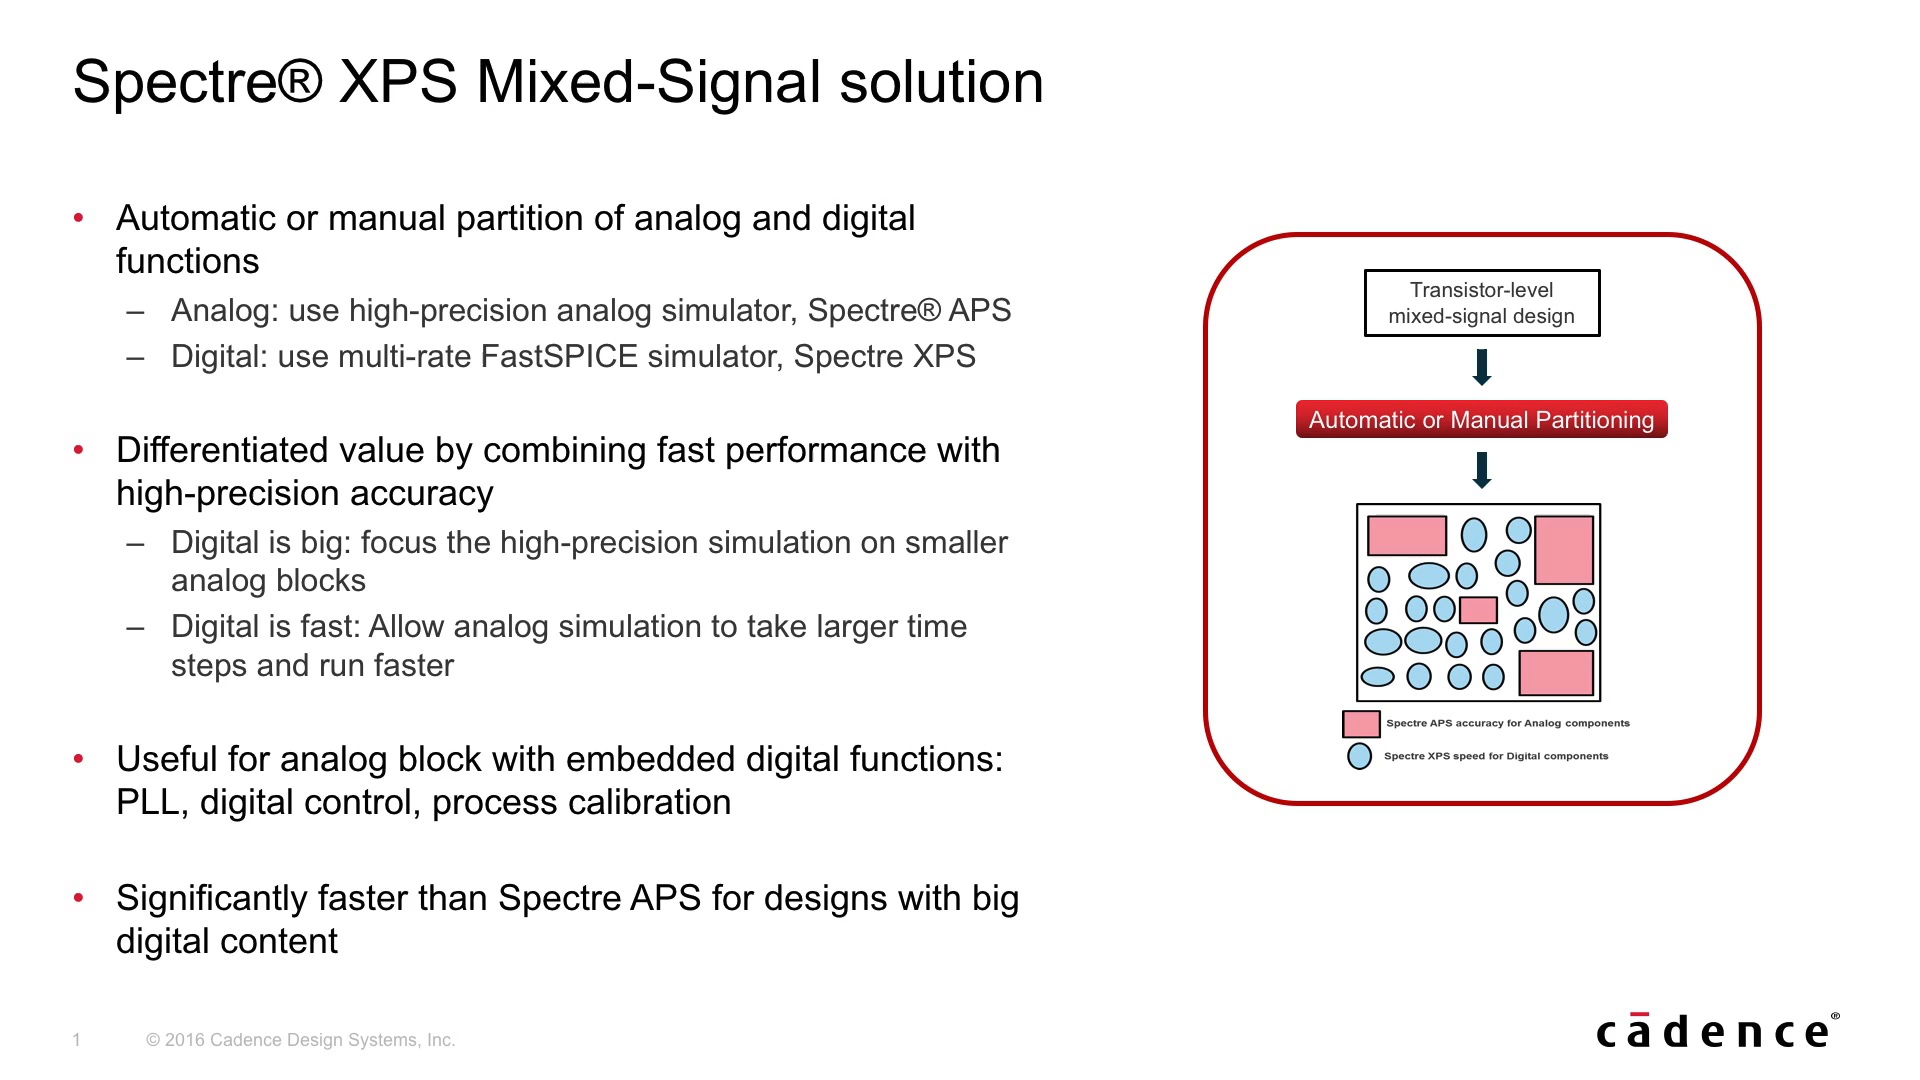 Spectre® XPS Mixed-Signal solution
• Automatic or manual partition of analog and digital
functions
– Analog: use high-precision analog simulator, Spectre® APS
– Digital: use multi-rate FastSPICE simulator, Spectre XPS
• Differentiated value by combining fast performance with
high-precision accuracy
– Digital is big: focus the high-precision simulation on smaller
analog blocks
– Digital is fast: Allow analog simulation to take larger time
steps and run faster
• Useful for analog block with embedded digital functions:
PLL, digital control, process calibration
• Significantly faster than Spectre APS for designs with big
digital content
Transistor-level
mixed-signal design
Automatic or Manual Partitioning
Spectre APS accuracy for Analog components
Spectre XPS speed for Digital components
1 © 2016 Cadence Design Systems, Inc.
cādence®